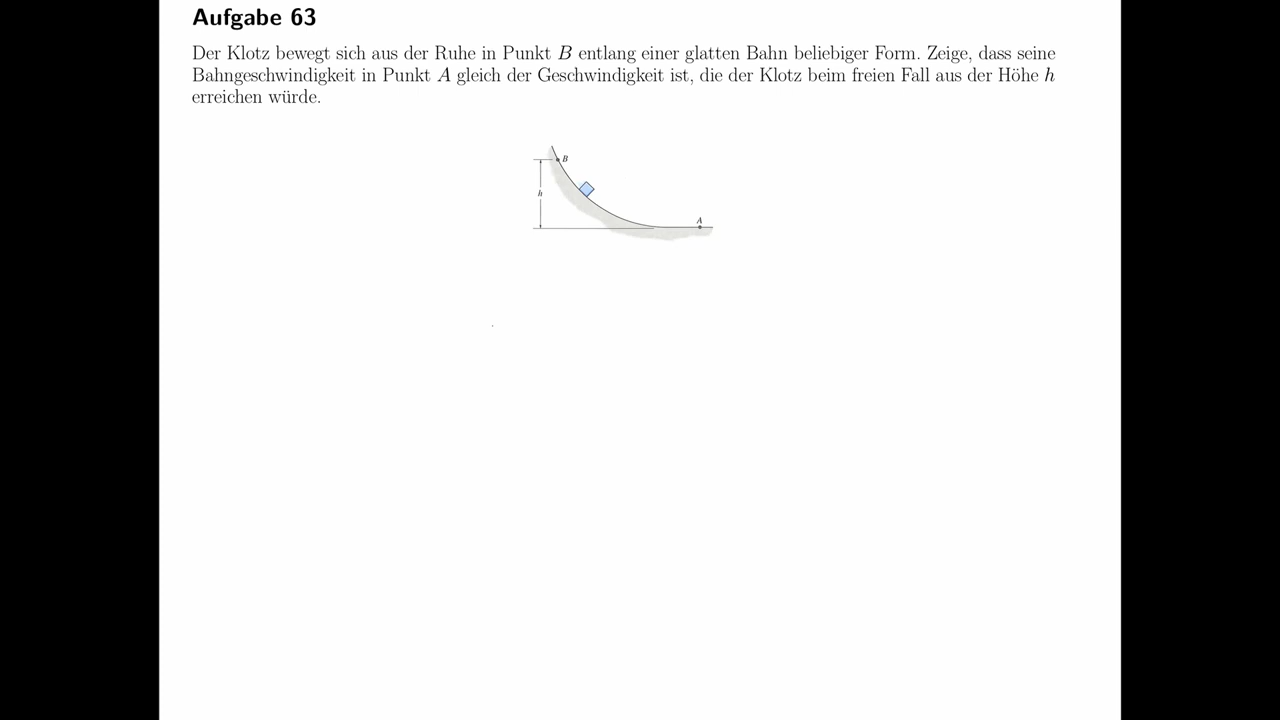 Aufgabe 63
Der Klotz bewegt sich aus der Ruhe in Punkt B entlang einer glatten Bahn beliebiger Form. Zeige, dass seine
Bahngeschwindigkeit in Punkt A gleich der Geschwindigkeit ist, die der Klotz beim freien Fall aus der Höhe h
erreichen würde.
B
h
A